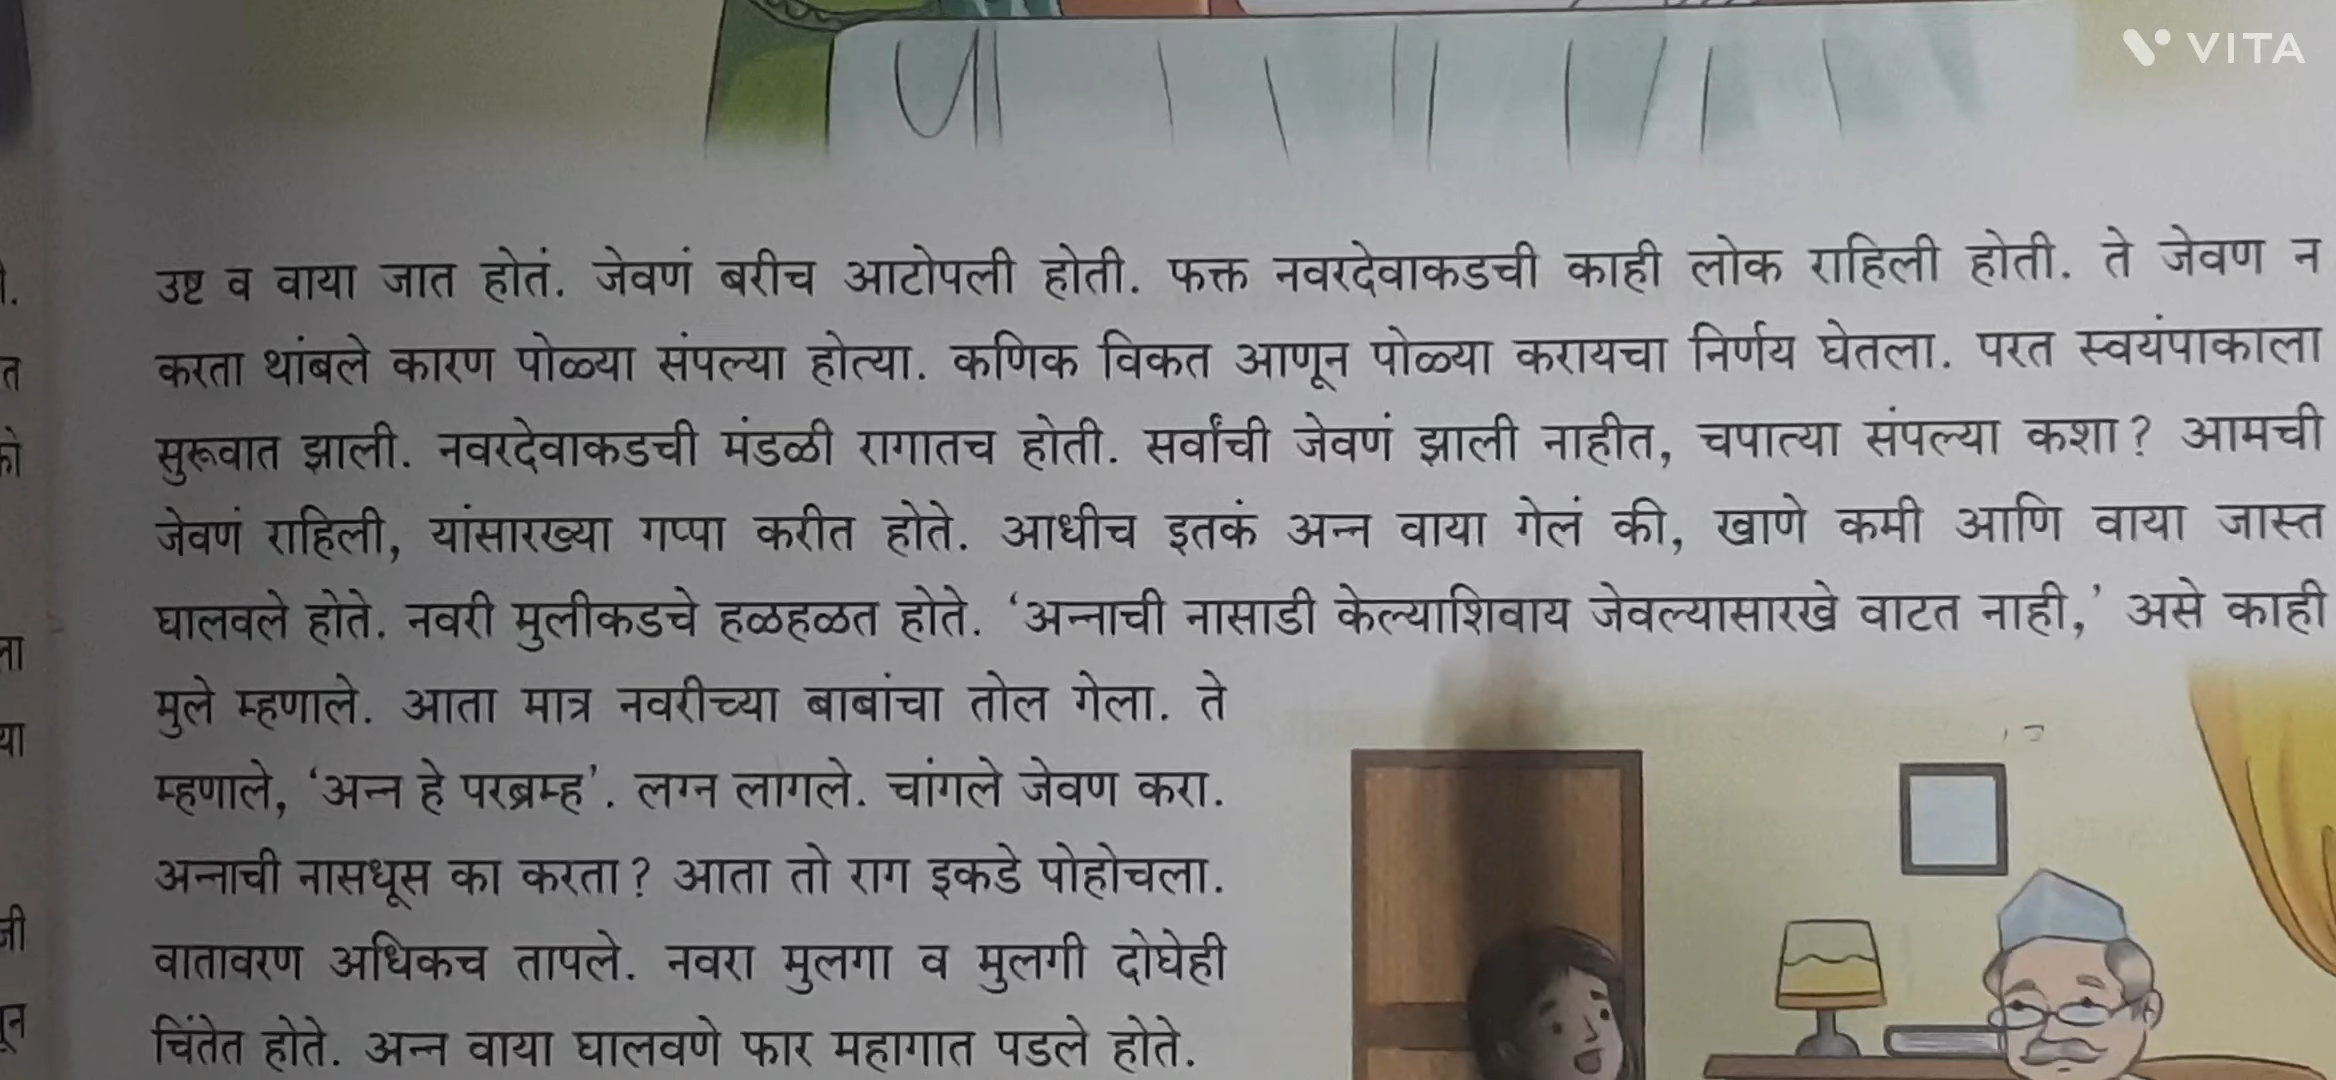 VITA
उष्ट व वाया जात होतं. जेवणं बरीच आटोपली होती. फक्त नवरदेवाकडची काही लोक राहिली होती. ते जेवण न
करता थांबले कारण पोळ्या संपल्या होत्या. कणिक विकत आणून पोळ्या करायचा निर्णय घेतला. परत स्वयंपाकाला
सुरूवात झाली. नवरदेवाकडची मंडळी रागातच होती. सर्वांची जेवणं झाली नाहीत, चपात्या संपल्या कशा? आमची
जेवणं राहिली, यांसारख्या गप्पा करीत होते. आधीच इतकं अन्न वाया गेलं की, खाणे कमी आणि वाया जास्त
घालवले होते. नवरी मुलीकडचे हळहळत होते. ‘अन्नाची नासाडी केल्याशिवाय जेवल्यासारखे वाटत नाही,’ असे काही
मुले म्हणाले. आता मात्र नवरीच्या बाबांचा तोल गेला. ते
म्हणाले, ‘अन्न हे परब्रम्ह’. लग्न लागले. चांगले जेवण करा.
अन्नाची नासधूस का करता? आता तो राग इकडे पोहोचला.
वातावरण अधिकच तापले. नवरा मुलगा व मुलगी दोघेही
चिंतेत होते. अन्न वाया घालवणे फार महागात पडले होते.